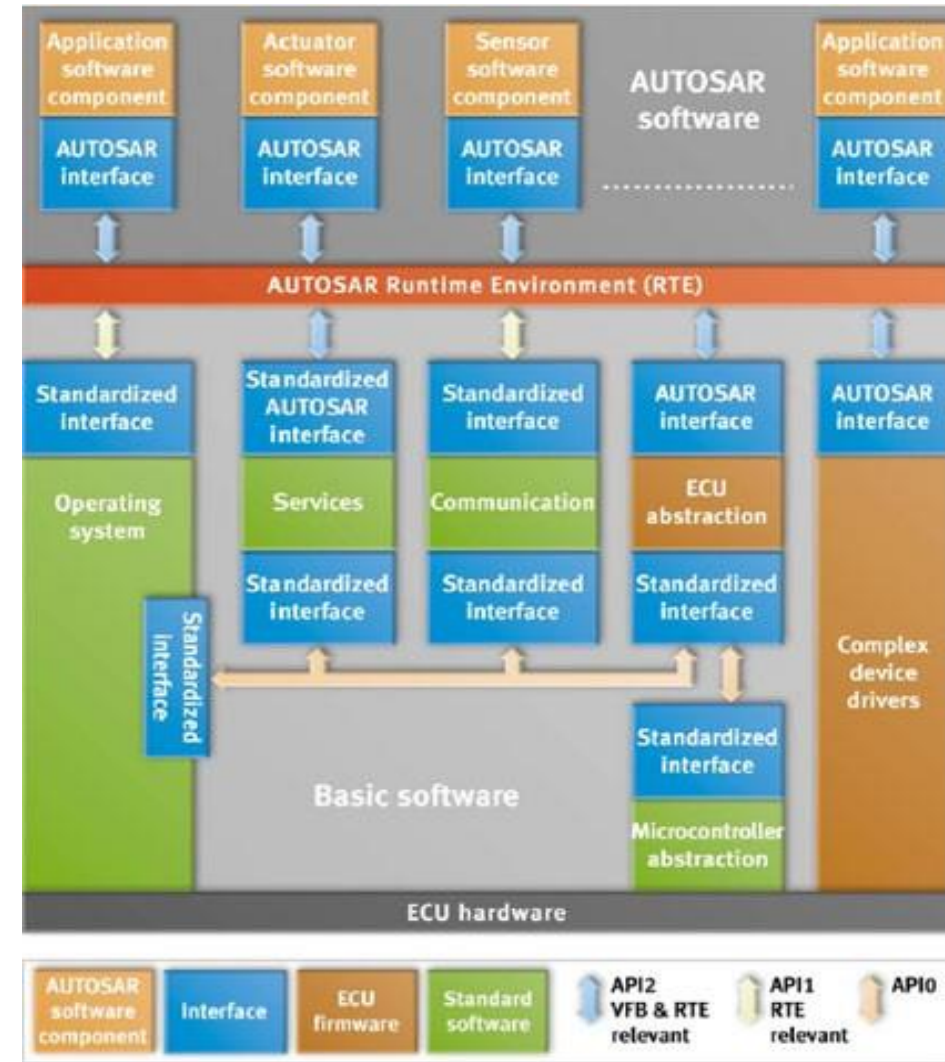 Application
software
component
AUTOSAR
interface
Actuator
software
component
AUTOSAR
interface
Sensor
software
component
AUTOSAR
interface
AUTOSAR
software
Application
software
component
AUTOSAR
interface
AUTOSAR Runtime Environment (RTE)
Standardized
interface
Operating
system
Standardized
interface
Standardized
AUTOSAR
interface
Services
Standardized
interface
Standardized
interface
Communication
Standardized
interface
AUTOSAR
interface
ECU
abstraction
Standardized
interface
Standardized
interface
Microcontroller
abstraction
AUTOSAR
interface
Complex
device
drivers
Basic software
ECU hardware
AUTOSAR
software
component
Interface
ECU
firmware
Standard
software
API2
VFB & RTE
relevant
API1
RTE
relevant
API0